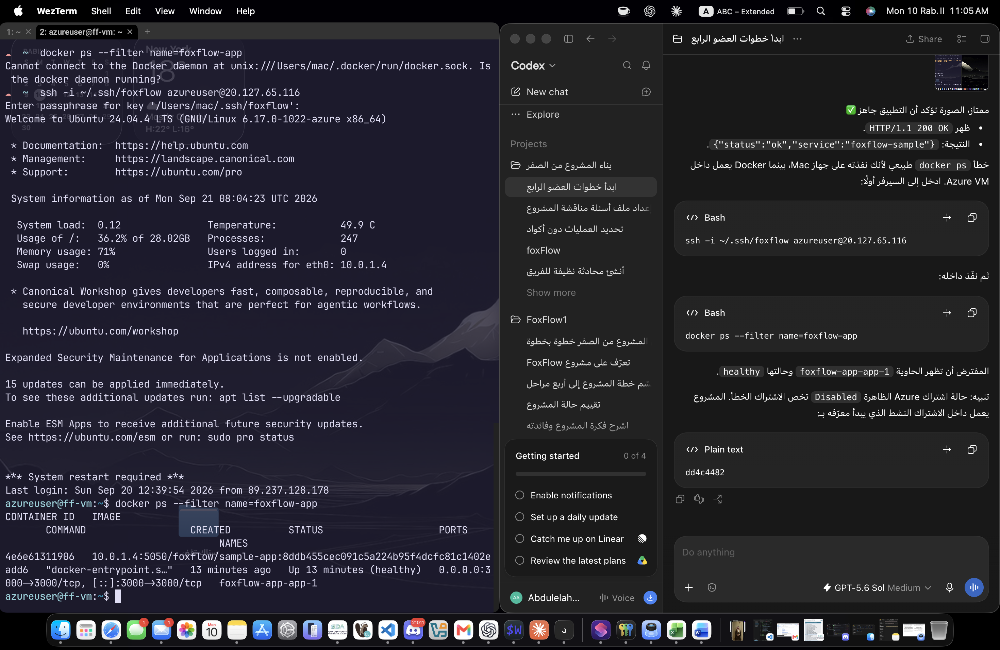 WezTerm Shell Edit View Window Help
A ABC – Extended
Mon 10 Rab.II 11:05 AM
1: ~
2: azureuser@ff-vm: ~
~ docker ps --filter name=foxflow-app
Cannot connect to the Docker daemon at unix:///Users/mac/.docker/run/docker.sock. Is
the docker daemon running?
~ ssh -i ~/.ssh/foxflow azureuser@20.127.65.116
Enter passphrase for key '/Users/mac/.ssh/foxflow':
Welcome to Ubuntu 24.04.4 LTS (GNU/Linux 6.17.0-1022-azure x86_64)
* Documentation: https://help.ubuntu.com
* Management: https://landscape.canonical.com
* Support: https://ubuntu.com/pro
System information as of Mon Sep 21 08:04:23 UTC 2026
System load: 0.12 Temperature: 49.9 C
Usage of /: 36.2% of 28.02GB Processes: 247
Memory usage: 71% Users logged in: 0
Swap usage: 0% IPv4 address for eth0: 10.0.1.4
* Canonical Workshop gives developers fast, composable, reproducible, and
secure developer environments that are perfect for agentic workflows.
https://ubuntu.com/workshop
Expanded Security Maintenance for Applications is not enabled.
15 updates can be applied immediately.
To see these additional updates run: apt list --upgradable
Enable ESM Apps to receive additional future security updates.
See https://ubuntu.com/esm or run: sudo pro status
*** System restart required ***
Last login: Sun Sep 20 12:39:54 2026 from 89.237.128.178
azureuser@ff-vm:~$ docker ps --filter name=foxflow-app
CONTAINER ID IMAGE
COMMAND CREATED STATUS PORTS
NAMES
4e6e61311906 10.0.1.4:5050/foxflow/sample-app:8ddb455cec091c5a224b95f4dcfc81c1402e
add6 "docker-entrypoint.s…" 13 minutes ago Up 13 minutes (healthy) 0.0.0.0:3
000->3000/tcp, [::]:3000->3000/tcp foxflow-app-app-1
azureuser@ff-vm:~$
New York
18°
Mostly Cloudy
H:22° L:16°
Codex
New chat
Explore
Projects
بناء المشروع من الصفر
ابدأ خطوات العضو الرابع
إعداد ملف أسئلة مناقشة المشروع
تحديد العمليات دون أكواد
foxFlow
أنشئ محادثة نظيفة للفريق
Show more
FoxFlow1
المشروع من الصفر خطوة بخطوة
تعرّف على مشروع FoxFlow
خطة المشروع إلى أربع مراحل
تقييم حالة المشروع
اشرح فكرة المشروع وفائدته
Getting started 0 of 4
Enable notifications
Set up a daily update
Catch me up on Linear
Review the latest plans
AA Abdulelah... Voice
ابدأ خطوات العضو الرابع
Share
ممتاز، الصورة تؤكد أن التطبيق جاهز ✅
• ظهر HTTP/1.1 200 OK.
• النتيجة: {"status":"ok","service":"foxflow-sample"}.
خطأ docker ps طبيعي لأنك نفذته على جهاز Mac، بينما Docker يعمل داخل
Azure VM. ادخل إلى السيرفر أولًا:
Bash
ssh -i ~/.ssh/foxflow azureuser@20.127.65.116
ثم نفّذ داخله:
Bash
docker ps --filter name=foxflow-app
المفترض أن تظهر الحاوية foxflow-app-app-1 وحالتها healthy.
تنبيه: حالة اشتراك Azure الظاهرة Disabled تخص الاشتراك الخطأ. المشروع
يعمل داخل الاشتراك النشط الذي يبدأ معرّفه بـ:
Plain text
dd4c4482
Do anything
GPT-5.6 Sol Medium
1
1
Mon
10
SDA
CE
21011
$W
د